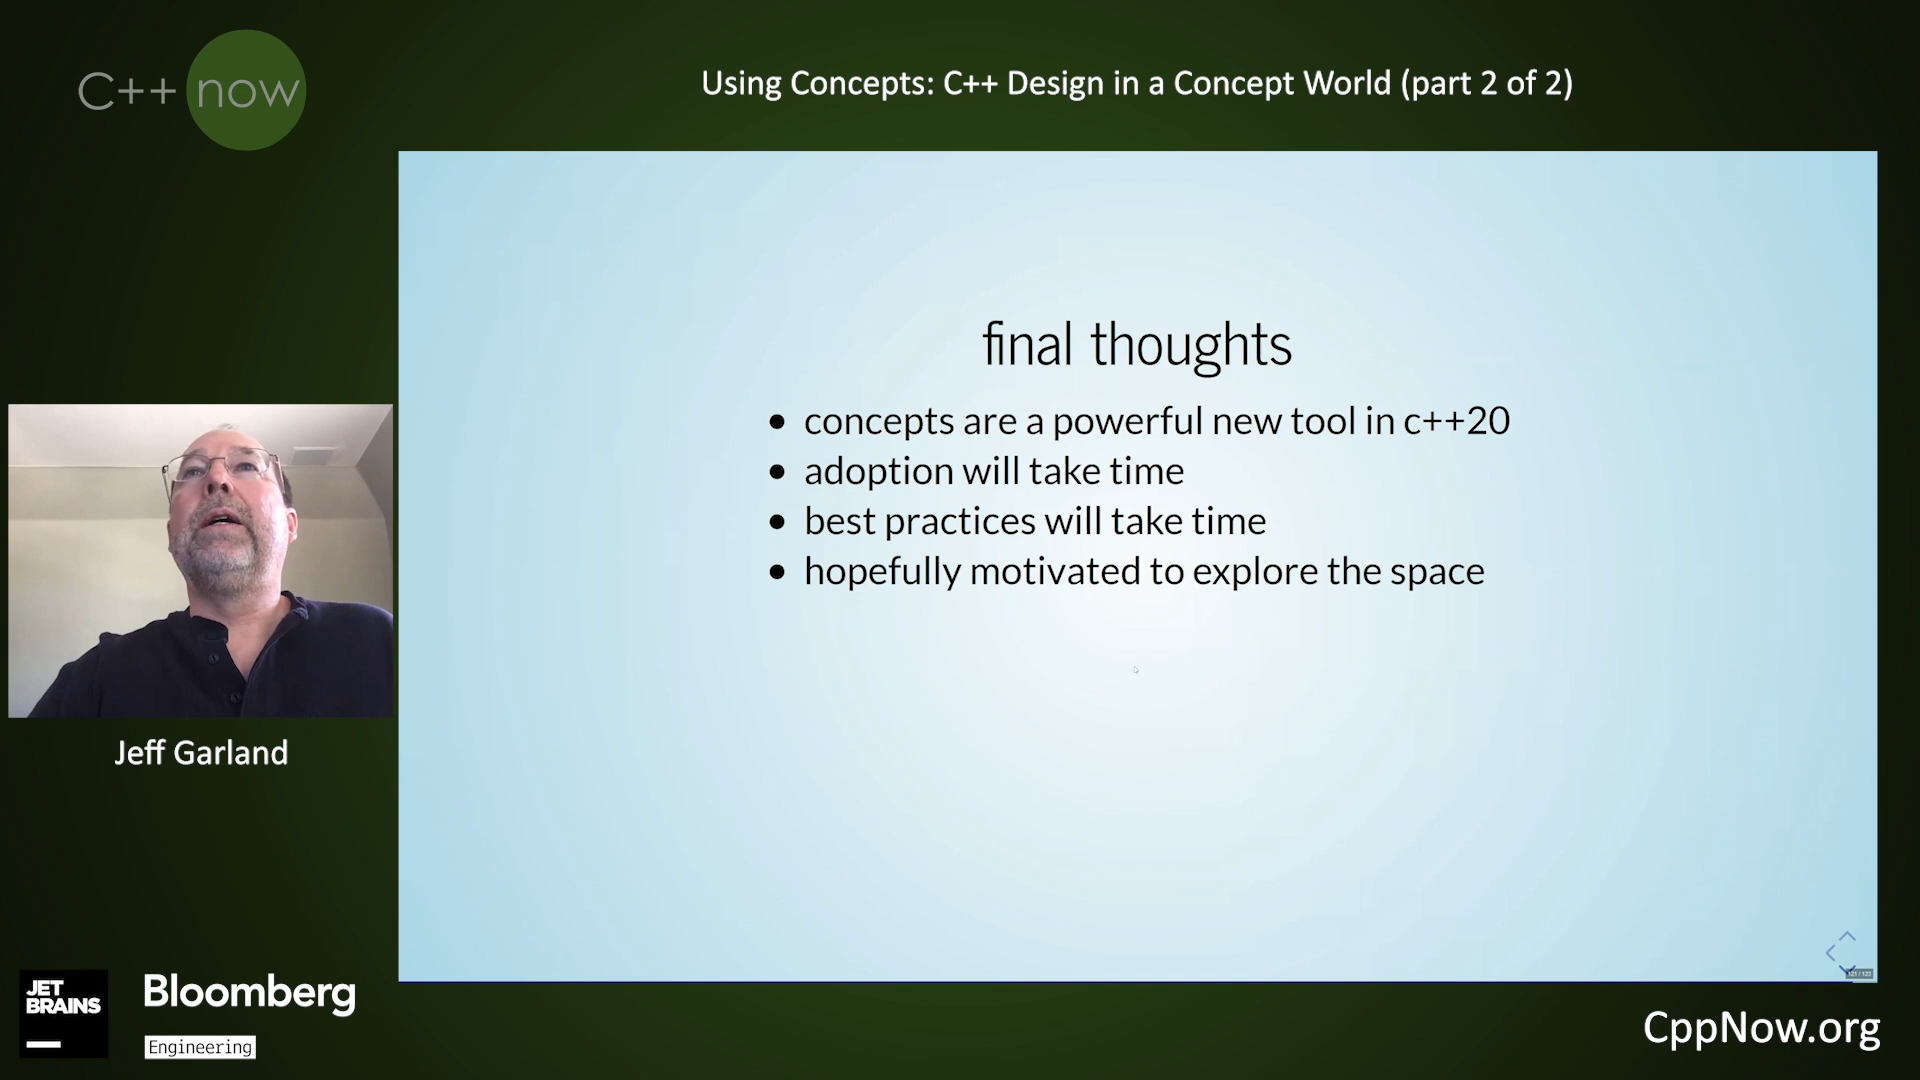 C++ now
Using Concepts: C++ Design in a Concept World (part 2 of 2)
final thoughts
• concepts are a powerful new tool in c++20
• adoption will take time
• best practices will take time
• hopefully motivated to explore the space
Jeff Garland
JET
BRAINS
Bloomberg
Engineering
121 / 123
CppNow.org